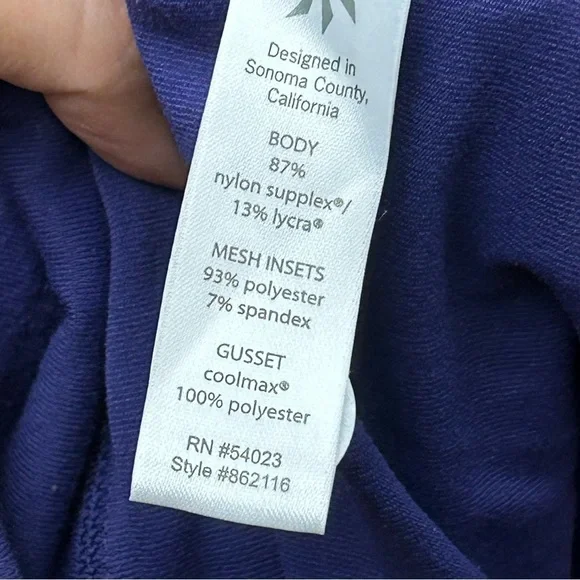 Designed in
Sonoma County,
California
BODY
87%
nylon supplex®/
13% lycra®
MESH INSETS
93% polyester
7% spandex
GUSSET
coolmax®
100% polyester
RN #54023
Style #862116